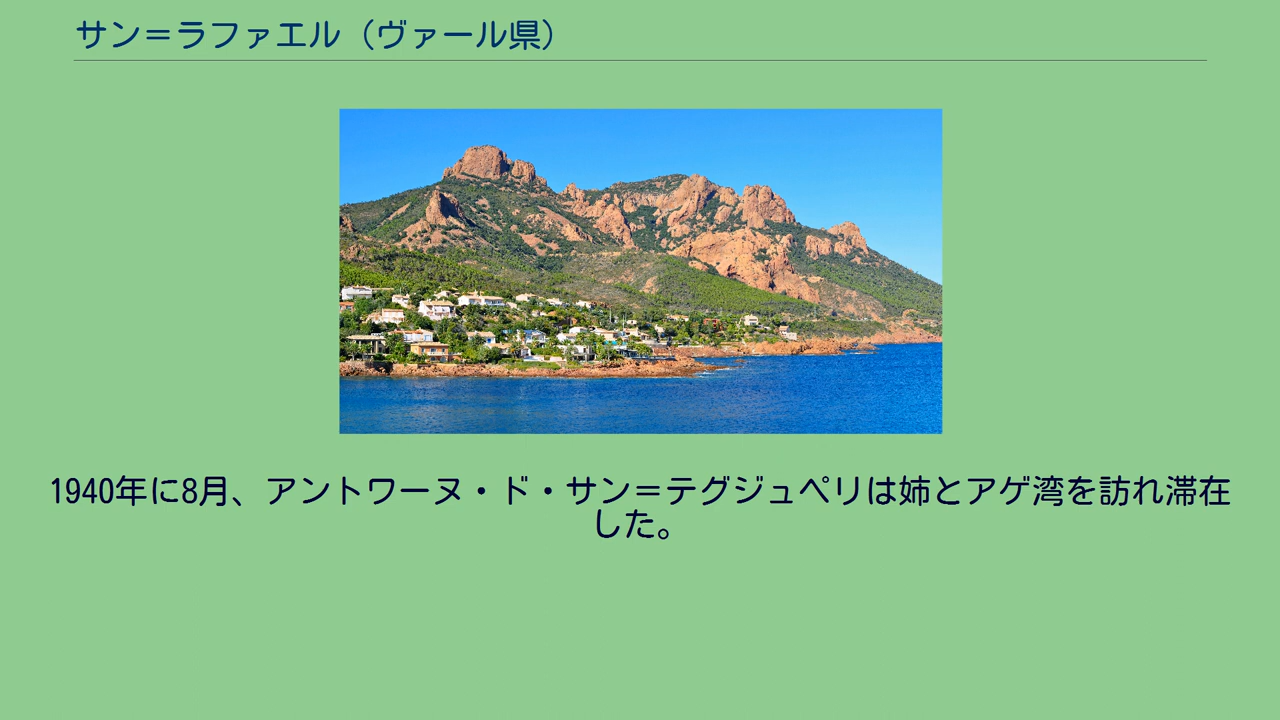 サン＝ラファエル（ヴァール県）
1940年に8月、アントワーヌ・ド・サン＝テグジュペリは姉とアゲ湾を訪れ滞在
した。